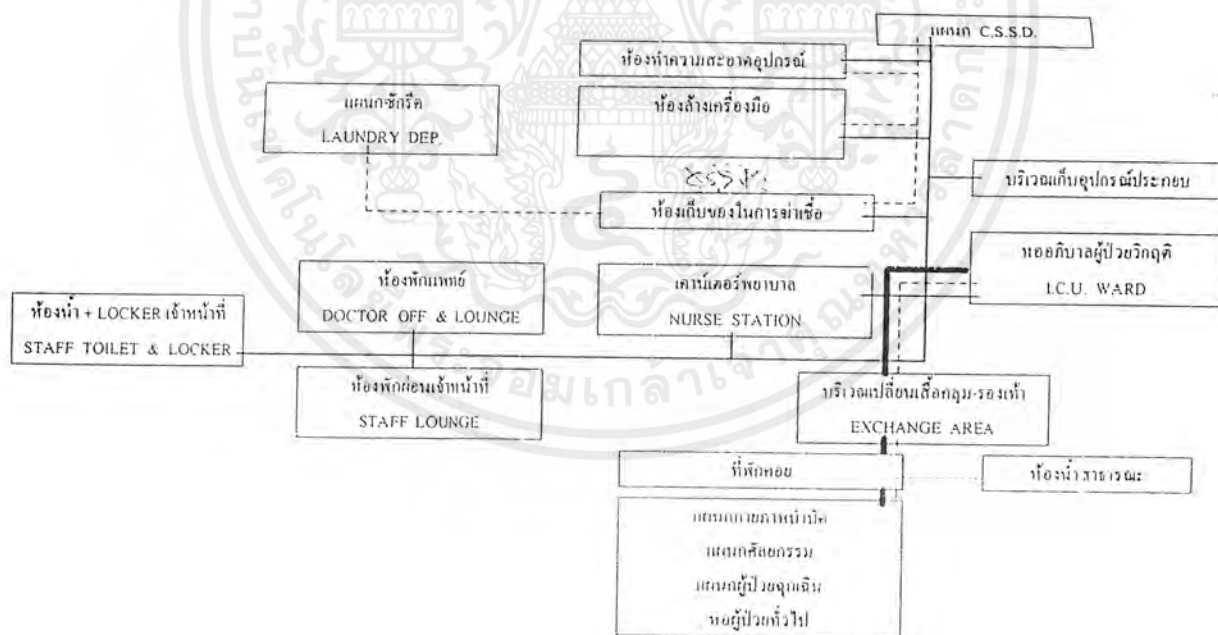 แผนก C.S.S.D.
ห้องทำความสะอาดอุปกรณ์
แผนกซักรีด
LAUNDRY DEP.
ห้องล้างเครื่องมือ
บริเวณเก็บอุปกรณ์ประกอบ
ห้องเก็บของในการฆ่าเชื้อ
หออภิบาลผู้ป่วยวิกฤติ
I.C.U. WARD
ห้องพักแพทย์
DOCTOR OFF & LOUNGE
เคาน์เตอร์พยาบาล
NURSE STATION
ห้องน้ำ + LOCKER เจ้าหน้าที่
STAFF TOILET & LOCKER
ห้องพักผ่อนเจ้าหน้าที่
STAFF LOUNGE
บริเวณเปลี่ยนเสื้อคลุม-รองเท้า
EXCHANGE AREA
ที่พักคอย
ห้องน้ำสาธารณะ
แผนกกายภาพบำบัด
แผนกศัลยกรรม
แผนกผู้ป่วยฉุกเฉิน
หอผู้ป่วยทั่วไป